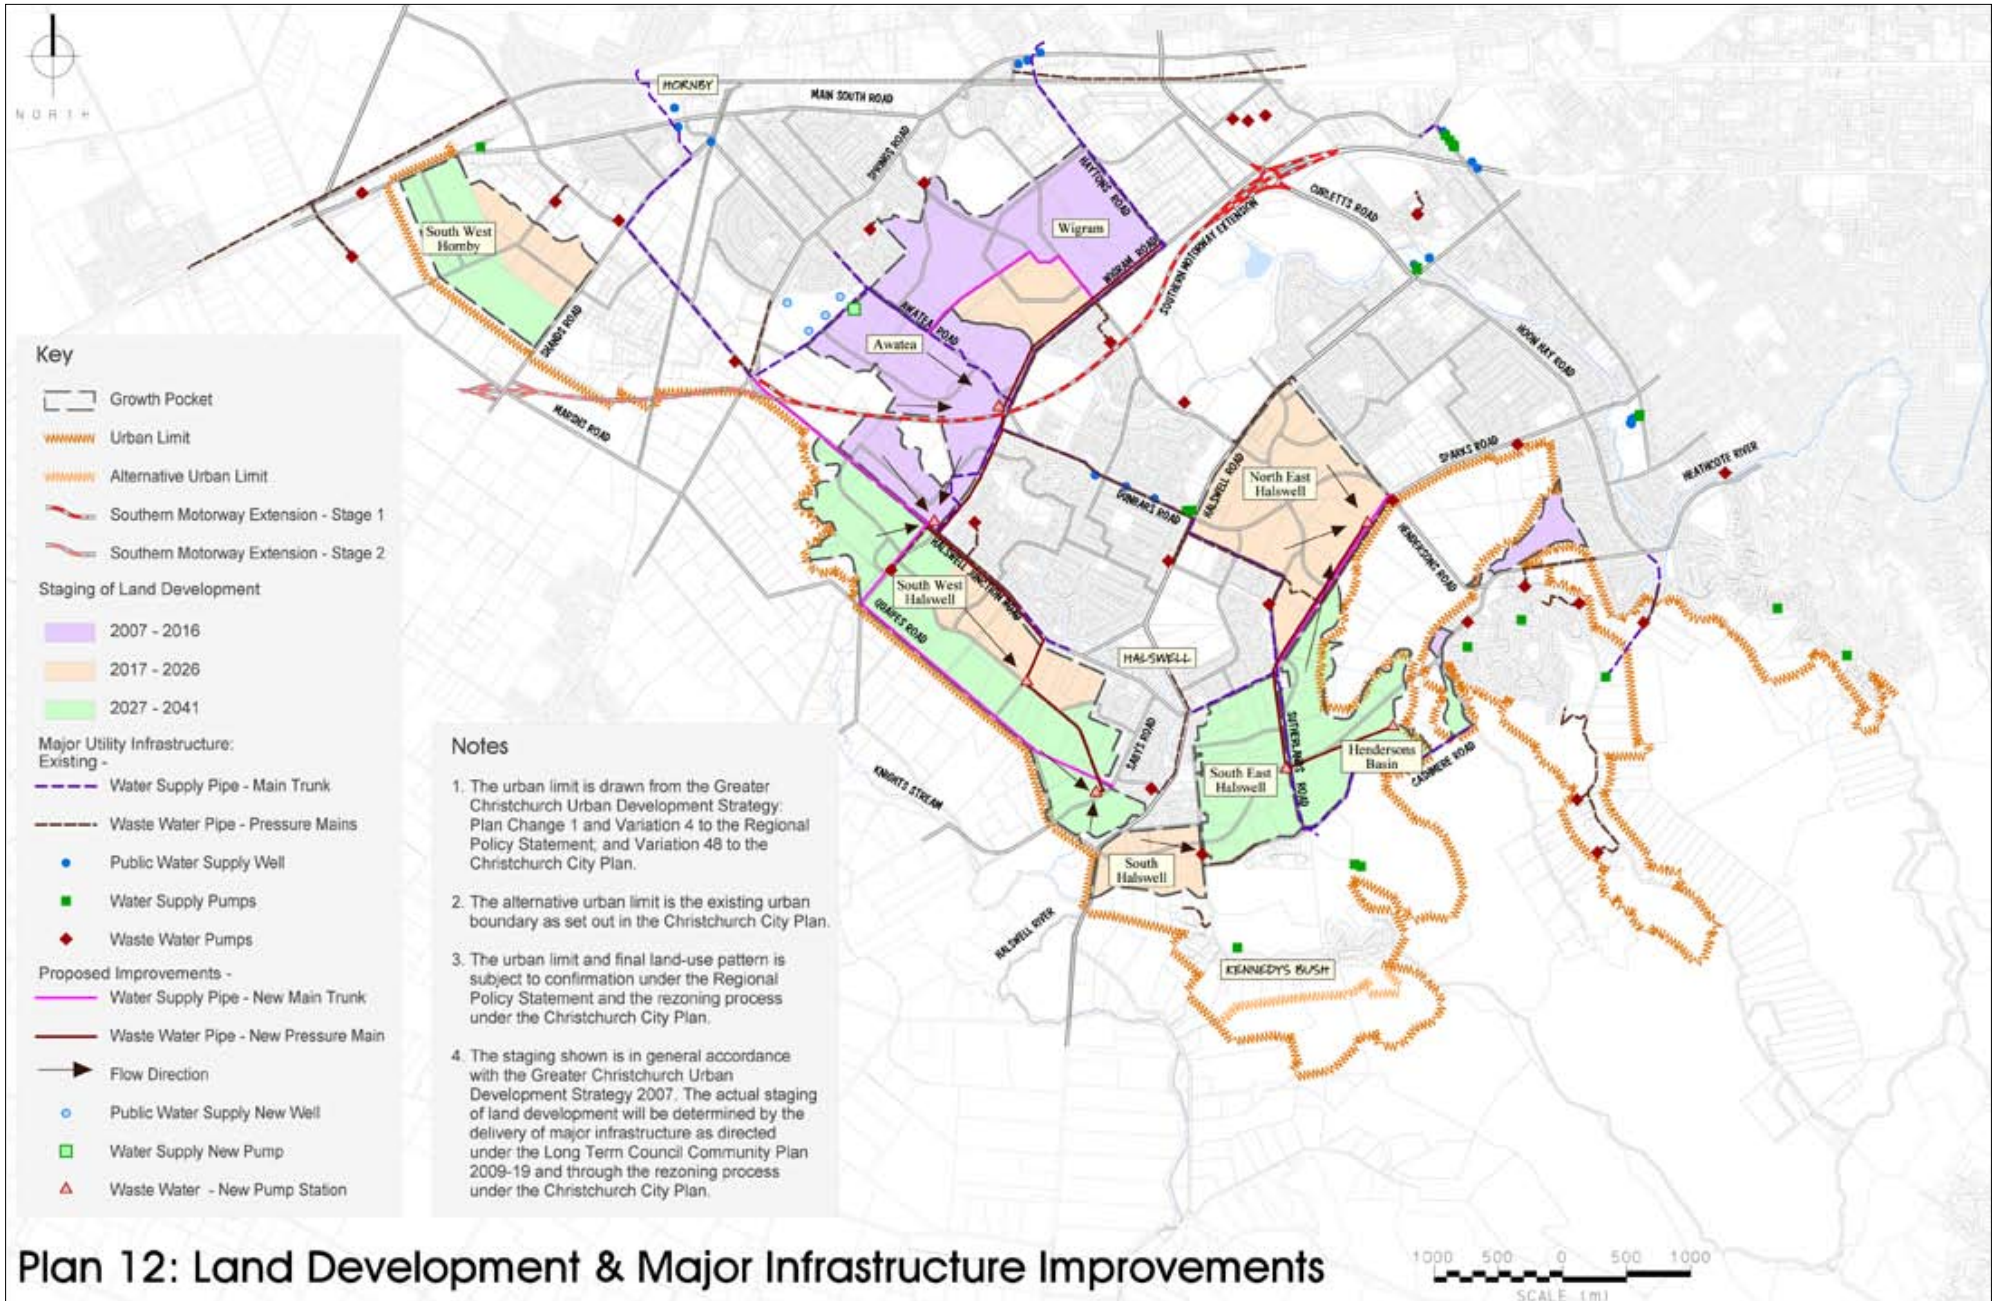 NORTH
HORNBY
MAIN SOUTH ROAD
SPRINGS ROAD
HAYTONS ROAD
CURLETTS ROAD
South West
Hornby
Wigram
WIGRAM ROAD
SOUTHERN MOTORWAY EXTENSION
SHANDS ROAD
AWATEA ROAD
Awatea
HOON HAY ROAD
MARSHS ROAD
SPARKS ROAD
HEATHCOTE RIVER
HALSWELL ROAD
North East
Halswell
DUNBARS ROAD
HENDERSONS ROAD
HALSWELL JUNCTION ROAD
South West
Halswell
QUAIFES ROAD
HALSWELL
SABYS ROAD
SUTHERLANDS ROAD
Hendersons
Basin
CASHMERE ROAD
South East
Halswell
KNIGHTS STREAM
South
Halswell
HALSWELL RIVER
KENNEDYS BUSH
Key
Growth Pocket
Urban Limit
Alternative Urban Limit
Southern Motorway Extension - Stage 1
Southern Motorway Extension - Stage 2
Staging of Land Development
2007 - 2016
2017 - 2026
2027 - 2041
Major Utility Infrastructure:
Existing -
Water Supply Pipe - Main Trunk
Waste Water Pipe - Pressure Mains
Public Water Supply Well
Water Supply Pumps
Waste Water Pumps
Proposed Improvements -
Water Supply Pipe - New Main Trunk
Waste Water Pipe - New Pressure Main
Flow Direction
Public Water Supply New Well
Water Supply New Pump
Waste Water - New Pump Station
Notes
1. The urban limit is drawn from the Greater
Christchurch Urban Development Strategy:
Plan Change 1 and Variation 4 to the Regional
Policy Statement; and Variation 48 to the
Christchurch City Plan.
2. The alternative urban limit is the existing urban
boundary as set out in the Christchurch City Plan.
3. The urban limit and final land-use pattern is
subject to confirmation under the Regional
Policy Statement and the rezoning process
under the Christchurch City Plan.
4. The staging shown is in general accordance
with the Greater Christchurch Urban
Development Strategy 2007. The actual staging
of land development will be determined by the
delivery of major infrastructure as directed
under the Long Term Council Community Plan
2009-19 and through the rezoning process
under the Christchurch City Plan.
Plan 12: Land Development & Major Infrastructure Improvements
1000 500 0 500 1000
SCALE (m)